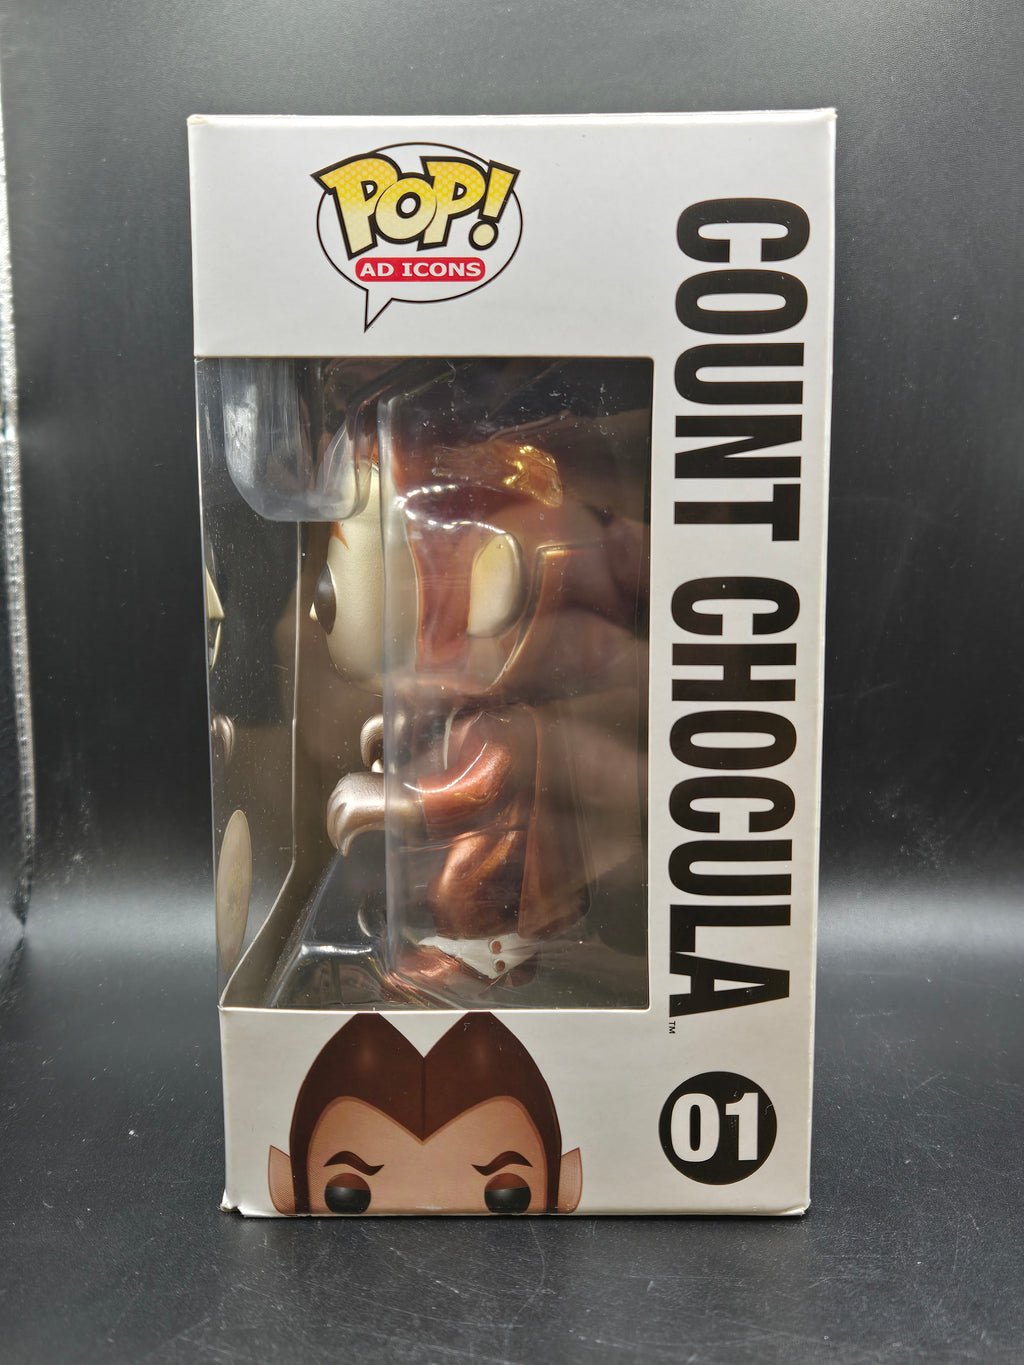 POP!
AD ICONS
COUNT CHOCULA™
01